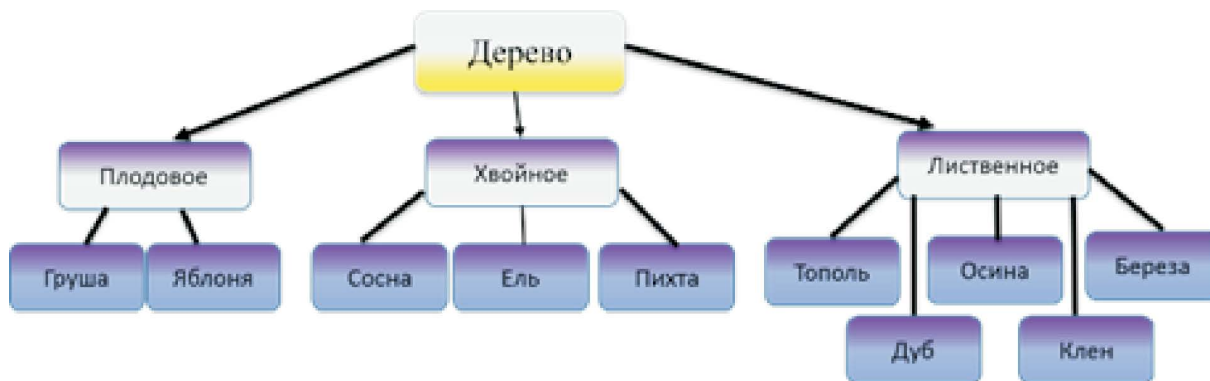 Дерево
Плодовое
Хвойное
Лиственное
Груша
Яблоня
Сосна
Ель
Пихта
Тополь
Осина
Береза
Дуб
Клен